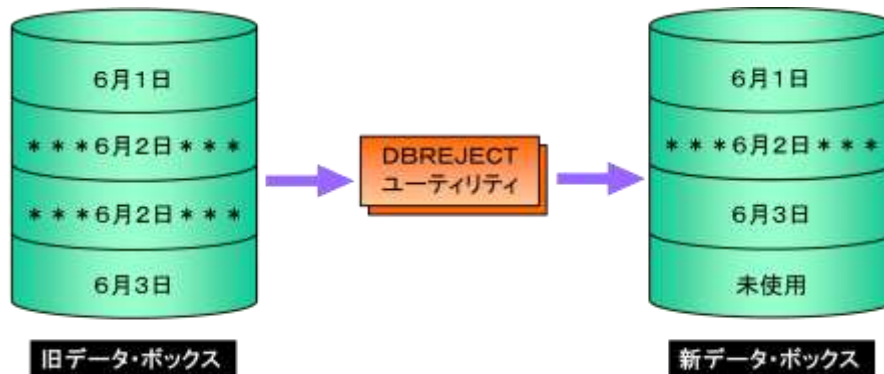 6月1日
***6月2日***
***6月2日***
6月3日
旧データ・ボックス
DBREJECT
ユーティリティ
6月1日
***6月2日***
6月3日
未使用
新データ・ボックス